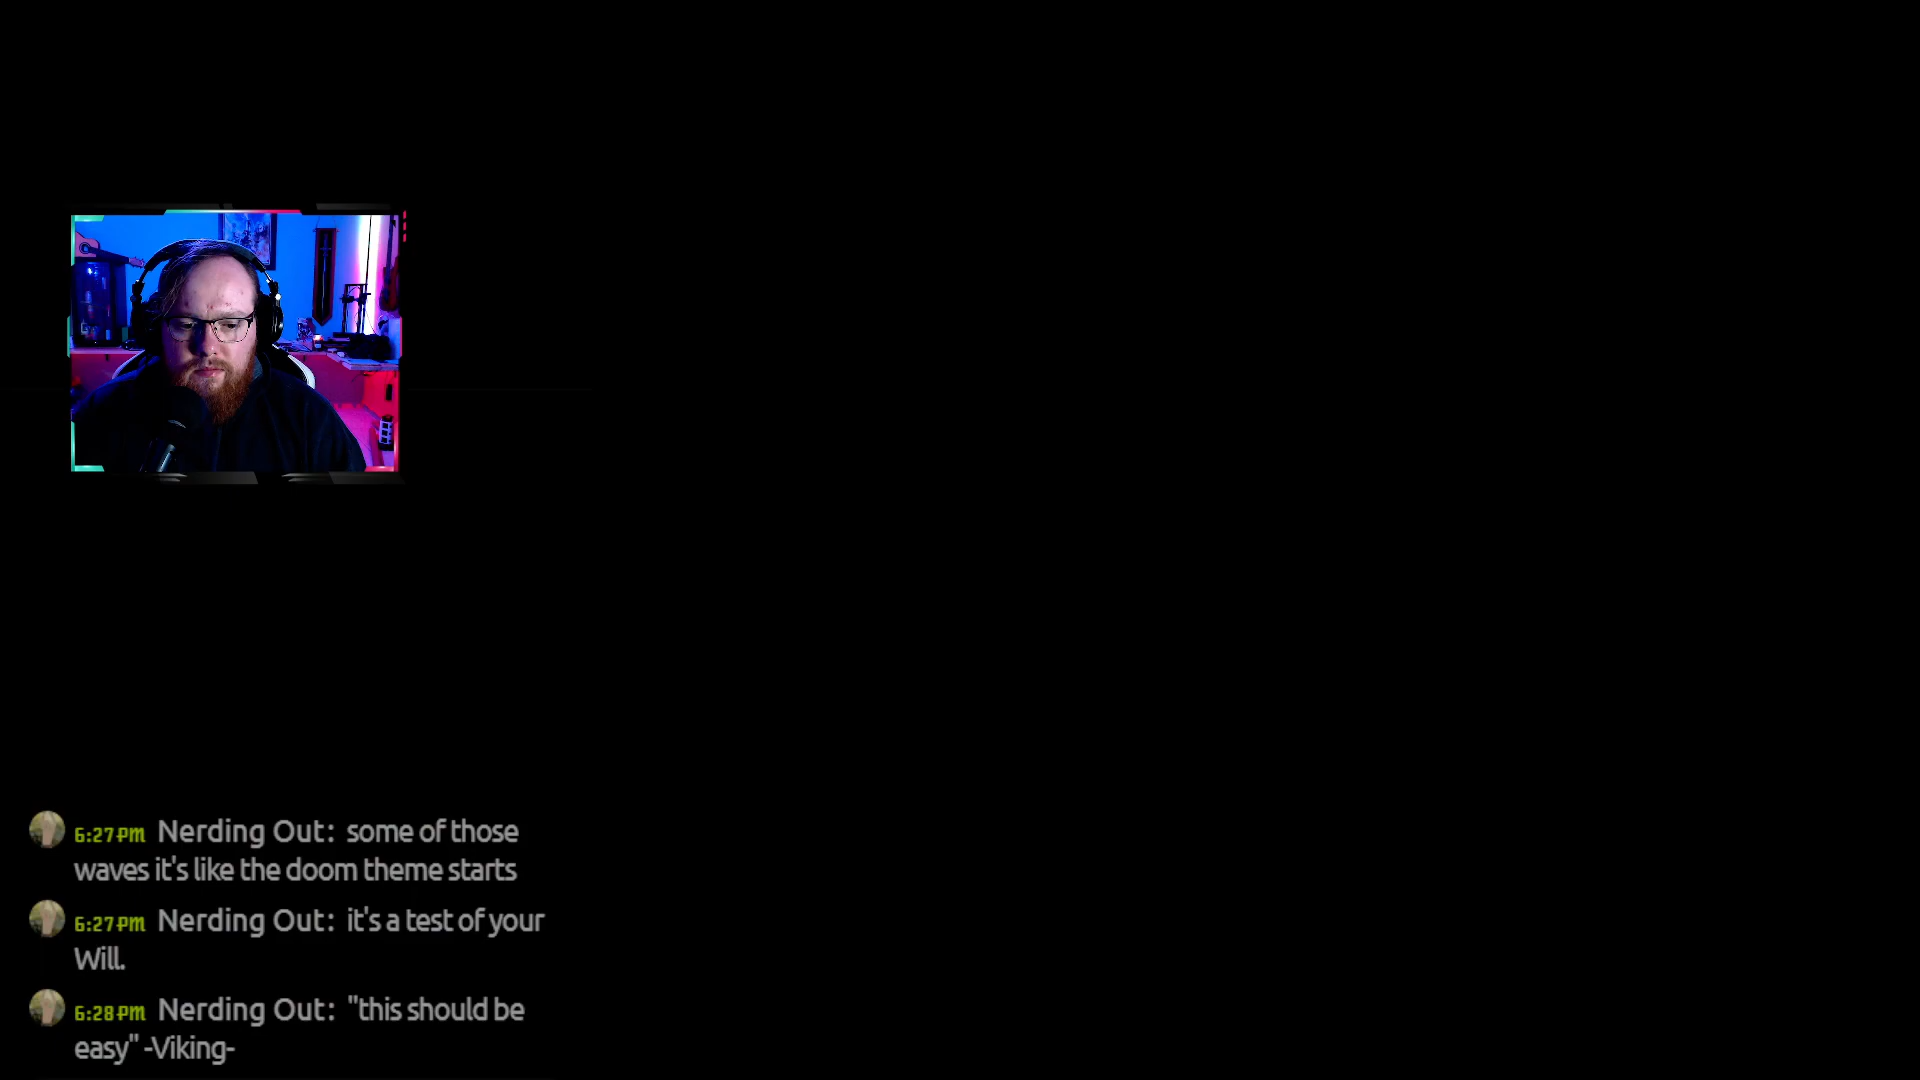 6:27PM Nerding Out: some of those
waves it's like the doom theme starts
6:27PM Nerding Out: it's a test of your
Will.
6:28PM Nerding Out: "this should be
easy" -Viking-